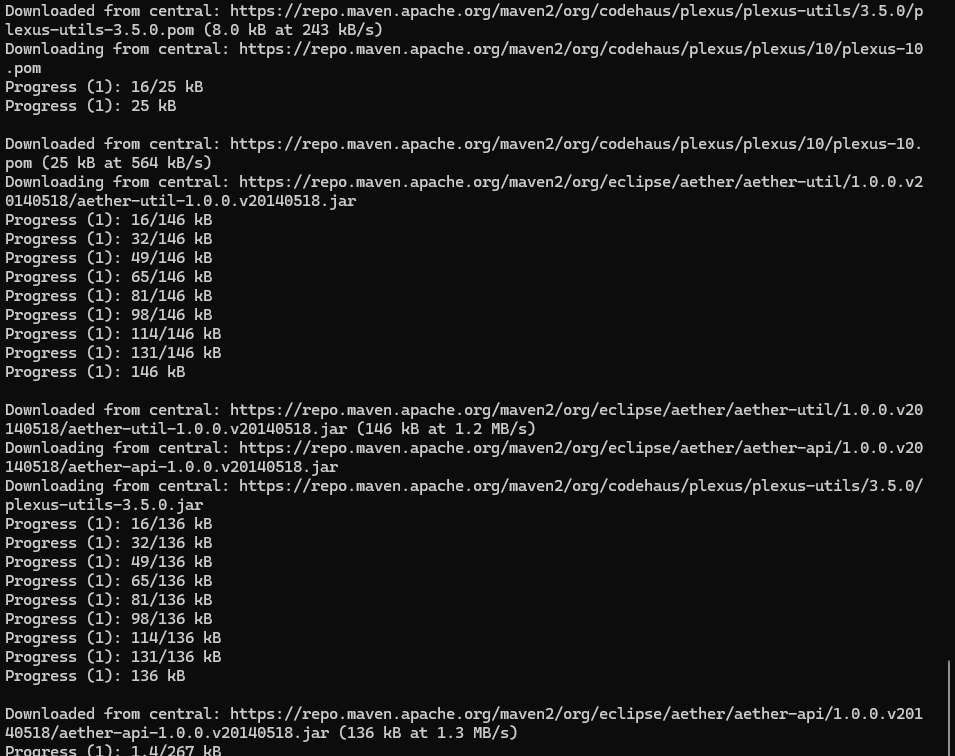 Downloaded from central: https://repo.maven.apache.org/maven2/org/codehaus/plexus/plexus-utils/3.5.0/p
lexus-utils-3.5.0.pom (8.0 kB at 243 kB/s)
Downloading from central: https://repo.maven.apache.org/maven2/org/codehaus/plexus/plexus/10/plexus-10
.pom
Progress (1): 16/25 kB
Progress (1): 25 kB

Downloaded from central: https://repo.maven.apache.org/maven2/org/codehaus/plexus/plexus/10/plexus-10.
pom (25 kB at 564 kB/s)
Downloading from central: https://repo.maven.apache.org/maven2/org/eclipse/aether/aether-util/1.0.0.v2
0140518/aether-util-1.0.0.v20140518.jar
Progress (1): 16/146 kB
Progress (1): 32/146 kB
Progress (1): 49/146 kB
Progress (1): 65/146 kB
Progress (1): 81/146 kB
Progress (1): 98/146 kB
Progress (1): 114/146 kB
Progress (1): 131/146 kB
Progress (1): 146 kB

Downloaded from central: https://repo.maven.apache.org/maven2/org/eclipse/aether/aether-util/1.0.0.v20
140518/aether-util-1.0.0.v20140518.jar (146 kB at 1.2 MB/s)
Downloading from central: https://repo.maven.apache.org/maven2/org/eclipse/aether/aether-api/1.0.0.v20
140518/aether-api-1.0.0.v20140518.jar
Downloading from central: https://repo.maven.apache.org/maven2/org/codehaus/plexus/plexus-utils/3.5.0/
plexus-utils-3.5.0.jar
Progress (1): 16/136 kB
Progress (1): 32/136 kB
Progress (1): 49/136 kB
Progress (1): 65/136 kB
Progress (1): 81/136 kB
Progress (1): 98/136 kB
Progress (1): 114/136 kB
Progress (1): 131/136 kB
Progress (1): 136 kB

Downloaded from central: https://repo.maven.apache.org/maven2/org/eclipse/aether/aether-api/1.0.0.v201
40518/aether-api-1.0.0.v20140518.jar (136 kB at 1.3 MB/s)
Progress (1): 1.4/267 kB